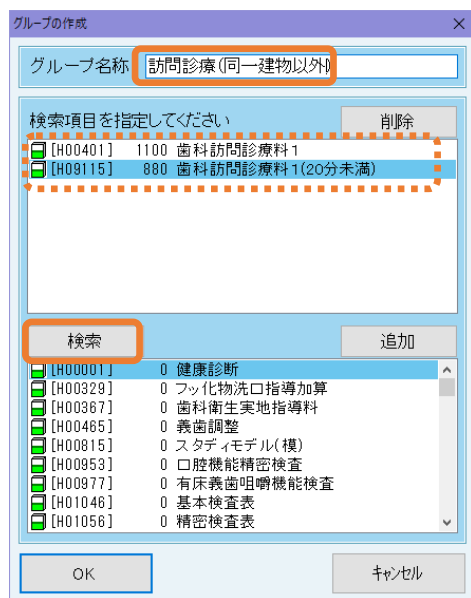 グループの作成
グループ名称 訪問診療(同一建物以外)
検索項目を指定してください 削除
[H00401] 1100 歯科訪問診療料1
[H09115] 880 歯科訪問診療料1(20分未満)
検索 追加
[H00001] 0 健康診断
[H00329] 0 フッ化物洗口指導加算
[H00367] 0 歯科衛生実地指導料
[H00465] 0 義歯調整
[H00815] 0 スタディモデル(模)
[H00953] 0 口腔機能精密検査
[H00977] 0 有床義歯咀嚼機能検査
[H01046] 0 基本検査表
[H01056] 0 精密検査表
OK キャンセル